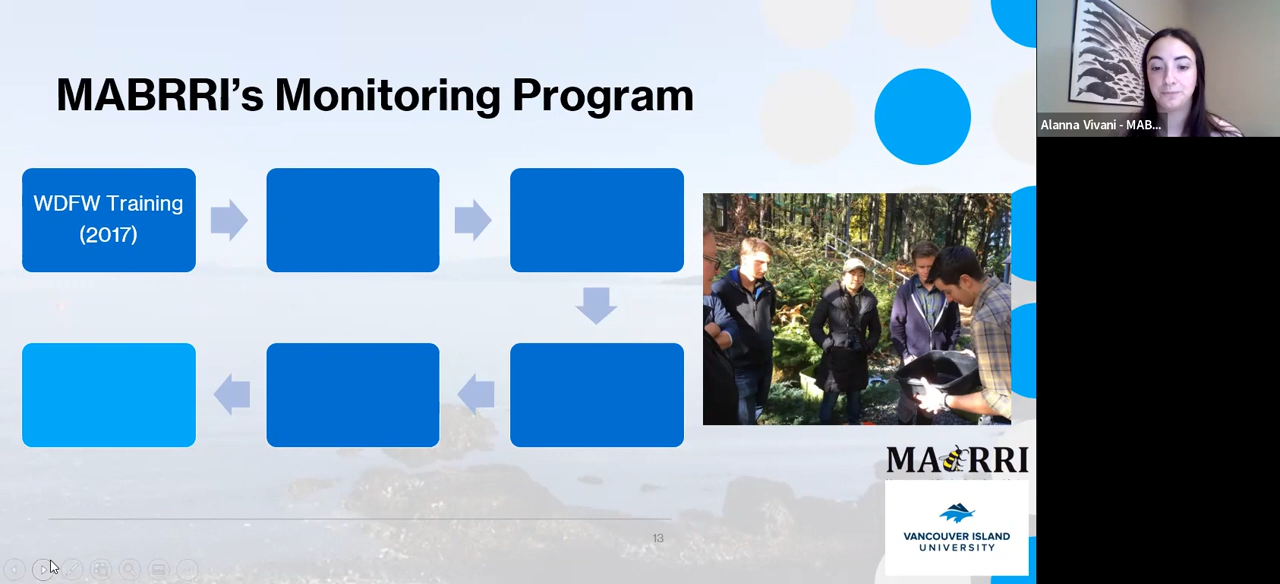 MABRRI's Monitoring Program
WDFW Training
(2017)
Alanna Vivani - MAB...
MABRRI
VANCOUVER ISLAND
UNIVERSITY
13